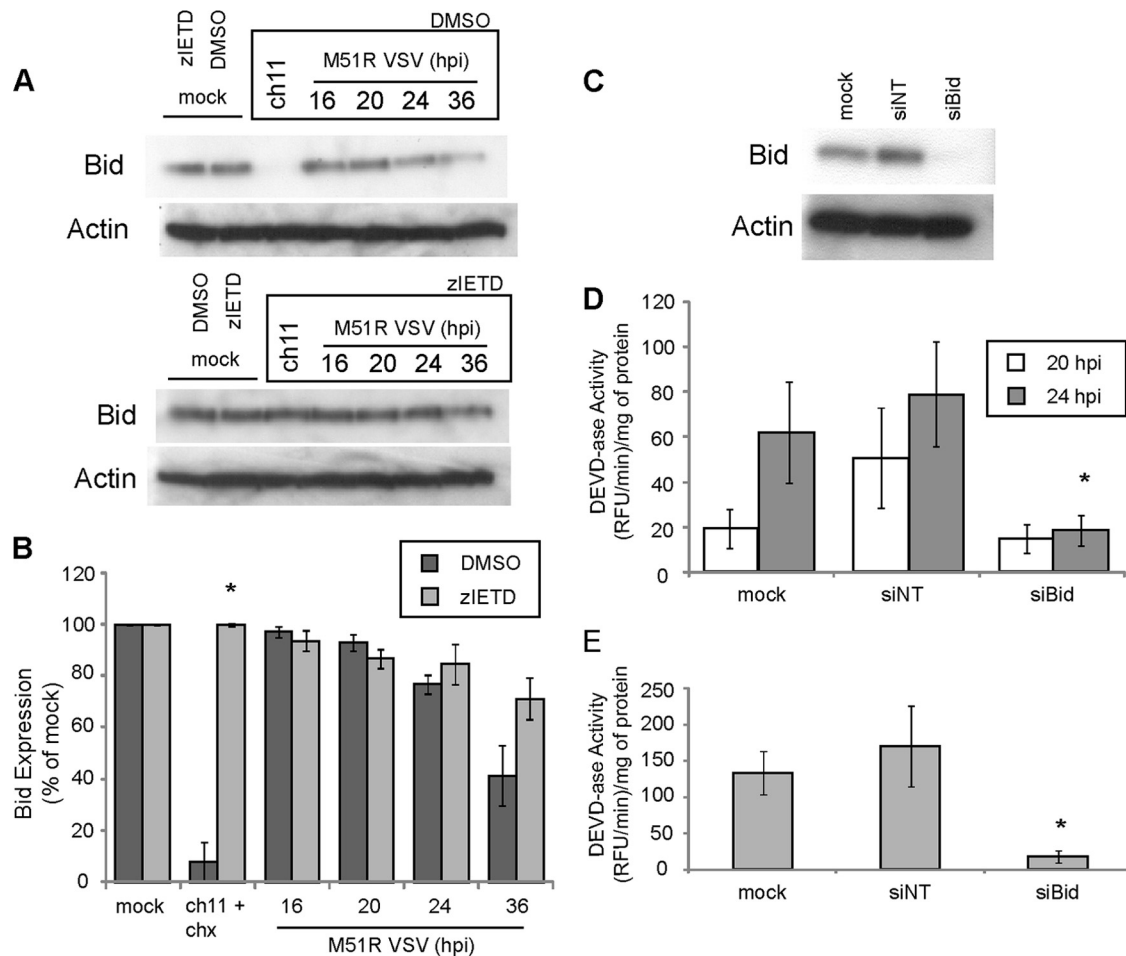 A
zIETD
DMSO
mock
DMSO
ch11
M51R VSV (hpi)
16 20 24 36
Bid
Actin
DMSO
zIETD
mock
zIETD
ch11
M51R VSV (hpi)
16 20 24 36
Bid
Actin
B
DMSO
zIETD
Bid Expression
(% of mock)
120
100
80
60
40
20
0
*
mock
ch11 +
chx
16 20 24 36
M51R VSV (hpi)
C
mock
siNT
siBid
Bid
Actin
D
DEVD-ase Activity
(RFU/min)/mg of protein
120
100
80
60
40
20
0
20 hpi
24 hpi
*
mock siNT siBid
E
DEVD-ase Activity
(RFU/min)/mg of protein
250
200
150
100
50
0
*
mock siNT siBid